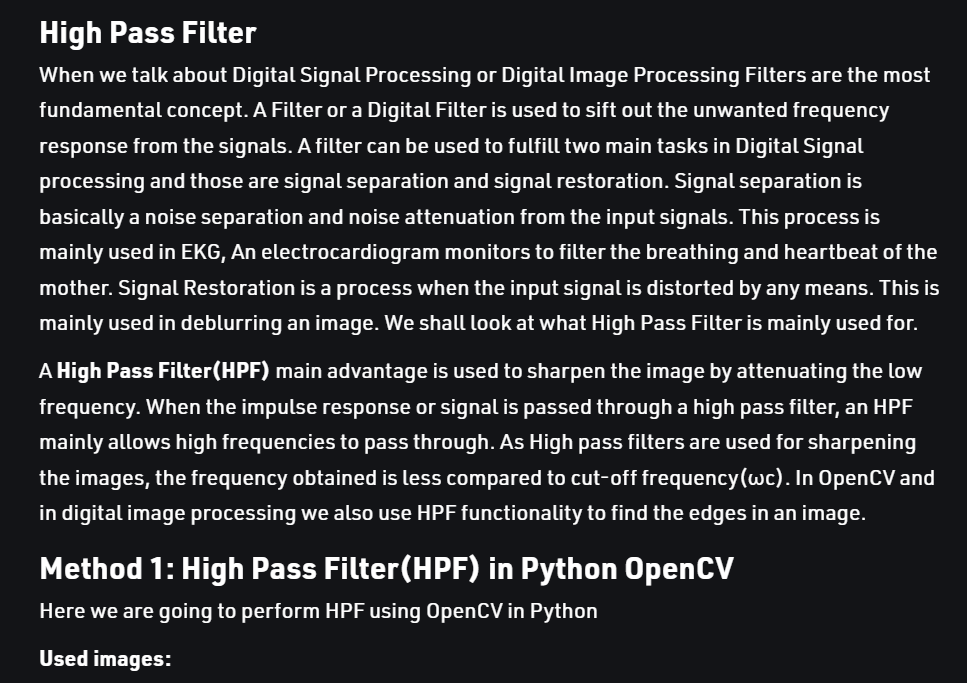 High Pass Filter
When we talk about Digital Signal Processing or Digital Image Processing Filters are the most
fundamental concept. A Filter or a Digital Filter is used to sift out the unwanted frequency
response from the signals. A filter can be used to fulfill two main tasks in Digital Signal
processing and those are signal separation and signal restoration. Signal separation is
basically a noise separation and noise attenuation from the input signals. This process is
mainly used in EKG, An electrocardiogram monitors to filter the breathing and heartbeat of the
mother. Signal Restoration is a process when the input signal is distorted by any means. This is
mainly used in deblurring an image. We shall look at what High Pass Filter is mainly used for.
A High Pass Filter(HPF) main advantage is used to sharpen the image by attenuating the low
frequency. When the impulse response or signal is passed through a high pass filter, an HPF
mainly allows high frequencies to pass through. As High pass filters are used for sharpening
the images, the frequency obtained is less compared to cut-off frequency(ωc). In OpenCV and
in digital image processing we also use HPF functionality to find the edges in an image.
Method 1: High Pass Filter(HPF) in Python OpenCV
Here we are going to perform HPF using OpenCV in Python
Used images: